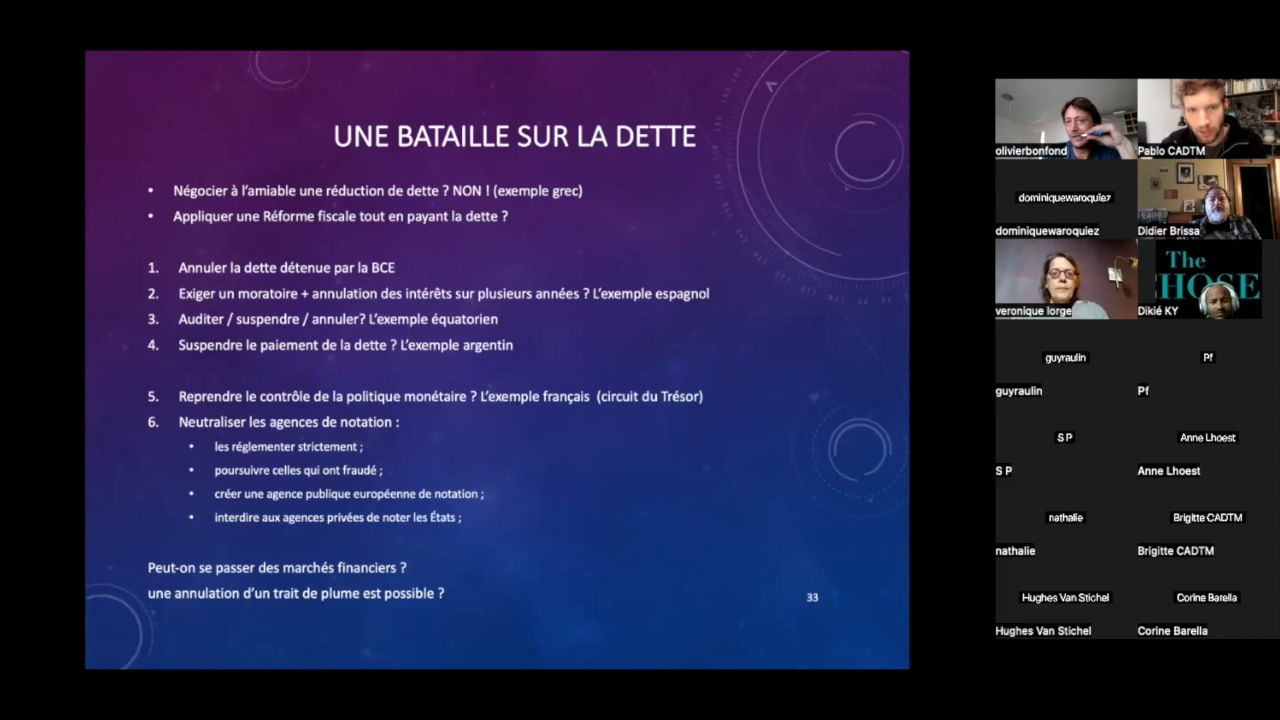 UNE BATAILLE SUR LA DETTE
• Négocier à l'amiable une réduction de dette ? NON ! (exemple grec)
• Appliquer une Réforme fiscale tout en payant la dette ?
1. Annuler la dette détenue par la BCE
2. Exiger un moratoire + annulation des intérêts sur plusieurs années ? L'exemple espagnol
3. Auditer / suspendre / annuler? L'exemple équatorien
4. Suspendre le paiement de la dette ? L'exemple argentin
5. Reprendre le contrôle de la politique monétaire ? L'exemple français (circuit du Trésor)
6. Neutraliser les agences de notation :
• les réglementer strictement ;
• poursuivre celles qui ont fraudé ;
• créer une agence publique européenne de notation ;
• interdire aux agences privées de noter les États ;
Peut-on se passer des marchés financiers ?
une annulation d'un trait de plume est possible ?
33
olivierbonfond
Pablo CADTM
dominiquewaroquiez
dominiquewaroquiez
Didier Brissa
The
CHOSE
veronique lorge
Dikié KY
guyraulin
Pf
guyraulin
Pf
S P
Anne Lhoest
S P
Anne Lhoest
nathalie
Brigitte CADTM
nathalie
Brigitte CADTM
Hughes Van Stichel
Corine Barella
Hughes Van Stichel
Corine Barella